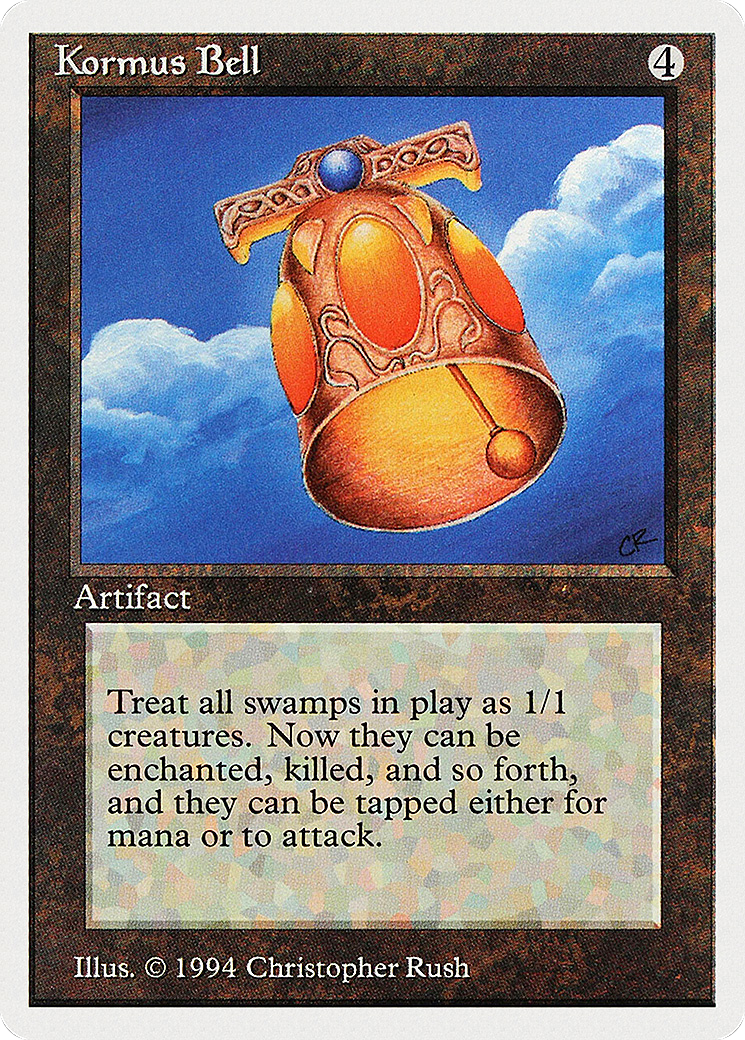 Kormus Bell
4
CR
Artifact
Treat all swamps in play as 1/1
creatures. Now they can be
enchanted, killed, and so forth,
and they can be tapped either for
mana or to attack.
Illus. © 1994 Christopher Rush